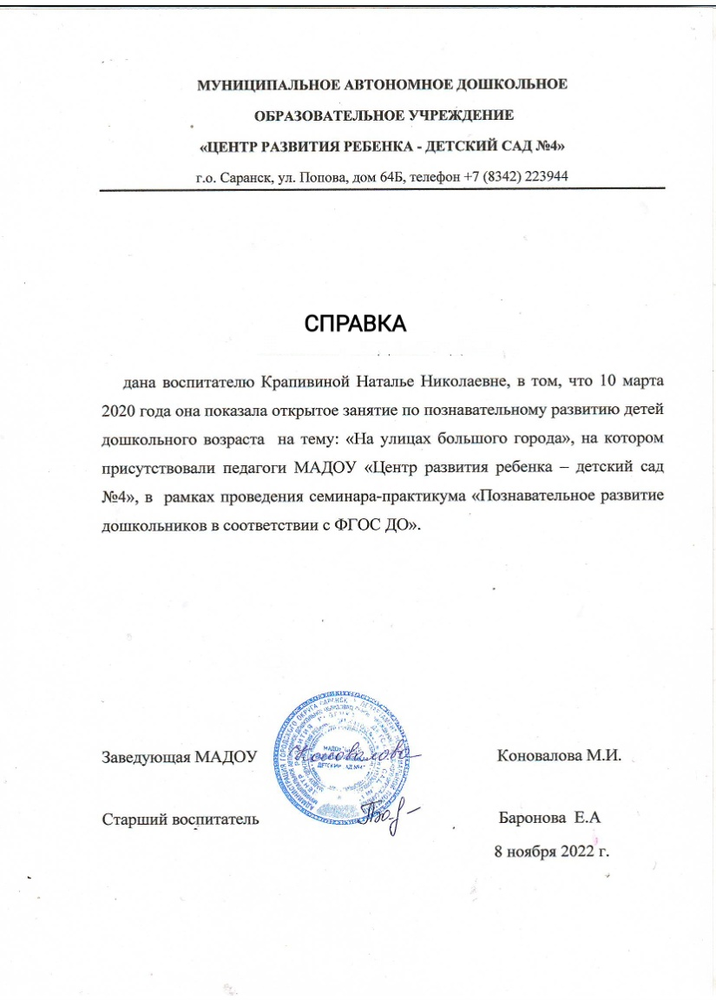 МУНИЦИПАЛЬНОЕ АВТОНОМНОЕ ДОШКОЛЬНОЕ
ОБРАЗОВАТЕЛЬНОЕ УЧРЕЖДЕНИЕ
«ЦЕНТР РАЗВИТИЯ РЕБЕНКА - ДЕТСКИЙ САД №4»
г.о. Саранск, ул. Попова, дом 64Б, телефон +7 (8342) 223944
СПРАВКА
дана воспитателю Крапивиной Наталье Николаевне, в том, что 10 марта
2020 года она показала открытое занятие по познавательному развитию детей
дошкольного возраста на тему: «На улицах большого города», на котором
присутствовали педагоги МАДОУ «Центр развития ребенка – детский сад
№4», в рамках проведения семинара-практикума «Познавательное развитие
дошкольников в соответствии с ФГОС ДО».
Заведующая МАДОУ Коновалова Коновалова М.И.
Старший воспитатель Баронова Е.А
8 ноября 2022 г.